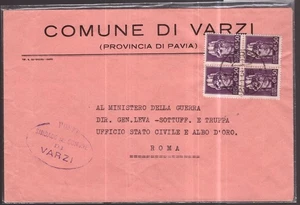 COMUNE DI VARZI
(PROVINCIA DI PAVIA)
AL MINISTERO DELLA GUERRA
DIR. GEN.LEVA -SOTTUFF. E TRUPPA
UFFICIO STATO CIVILE E ALBO D'ORO.
ROMA
VARZI